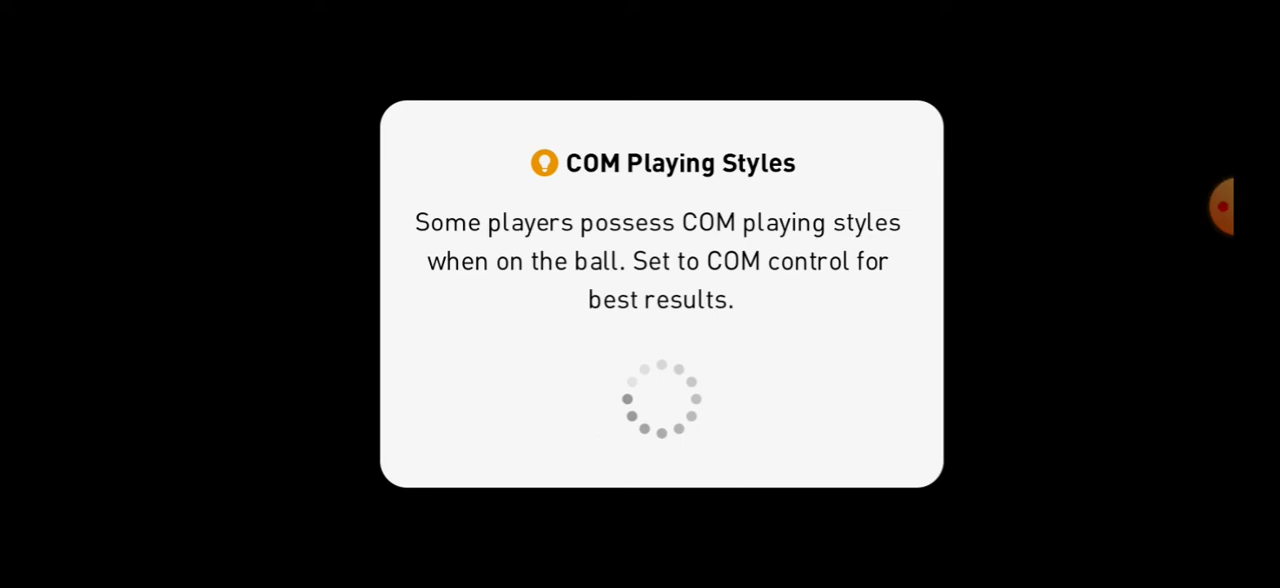 COM Playing Styles
Some players possess COM playing styles
when on the ball. Set to COM control for
best results.